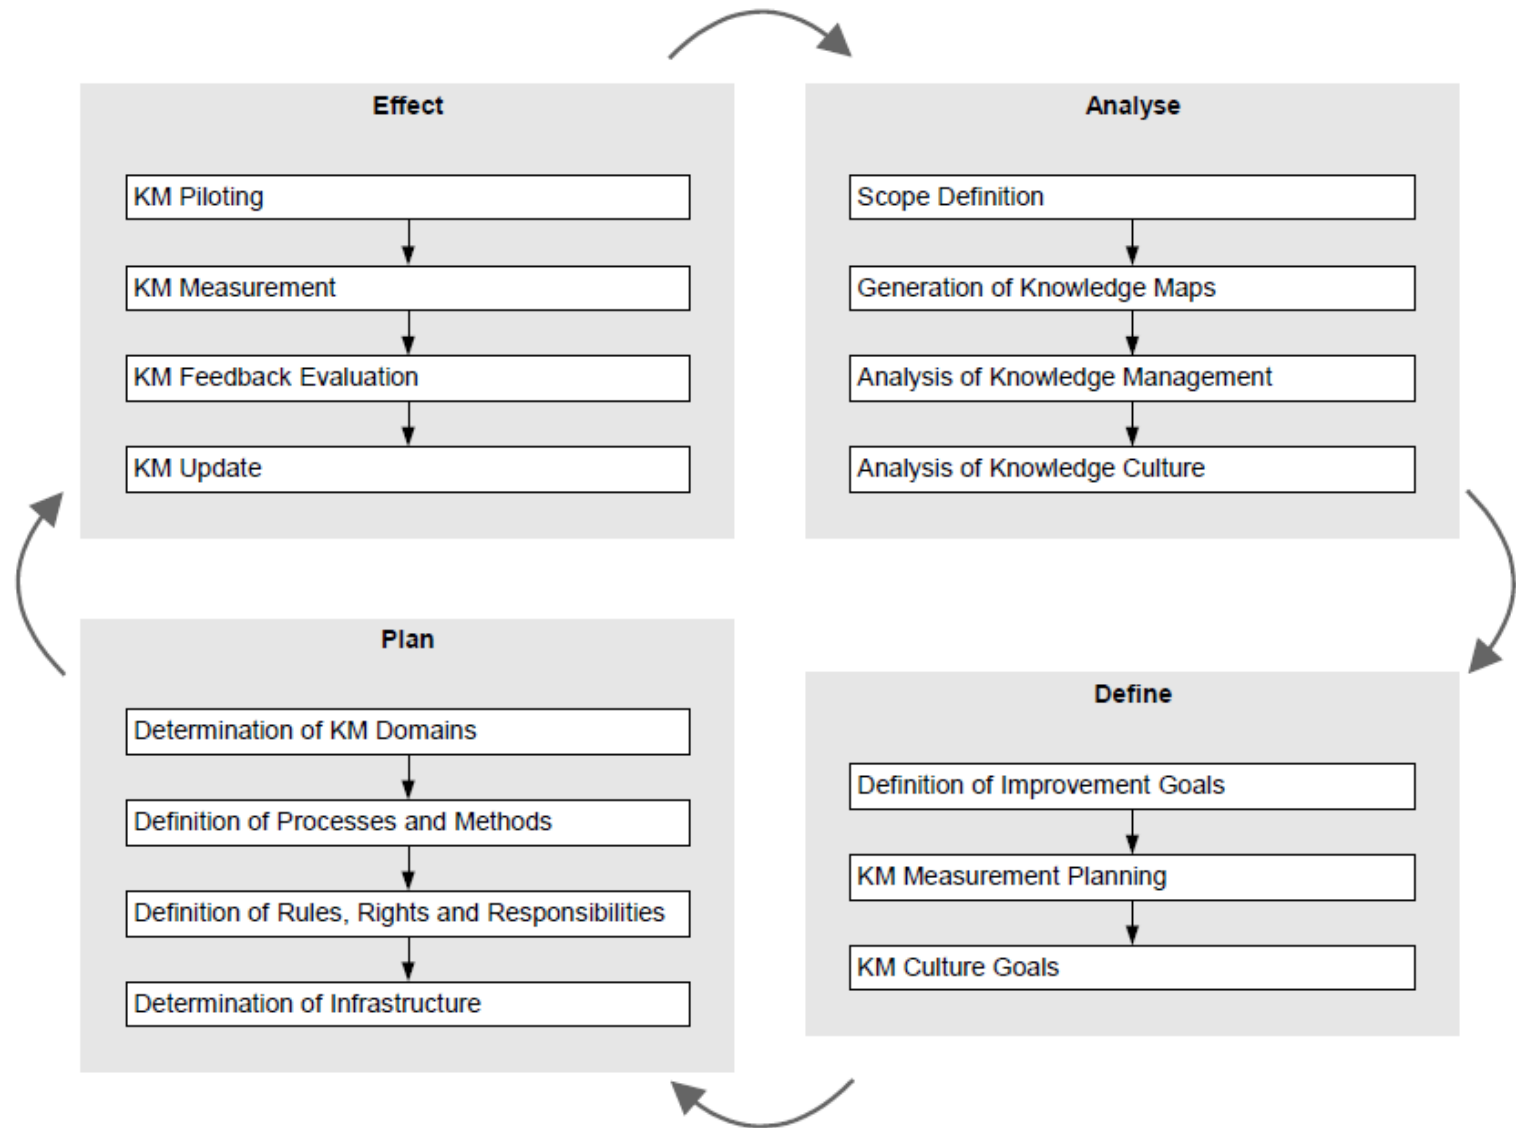 Effect
KM Piloting
KM Measurement
KM Feedback Evaluation
KM Update
Analyse
Scope Definition
Generation of Knowledge Maps
Analysis of Knowledge Management
Analysis of Knowledge Culture
Plan
Determination of KM Domains
Definition of Processes and Methods
Definition of Rules, Rights and Responsibilities
Determination of Infrastructure
Define
Definition of Improvement Goals
KM Measurement Planning
KM Culture Goals